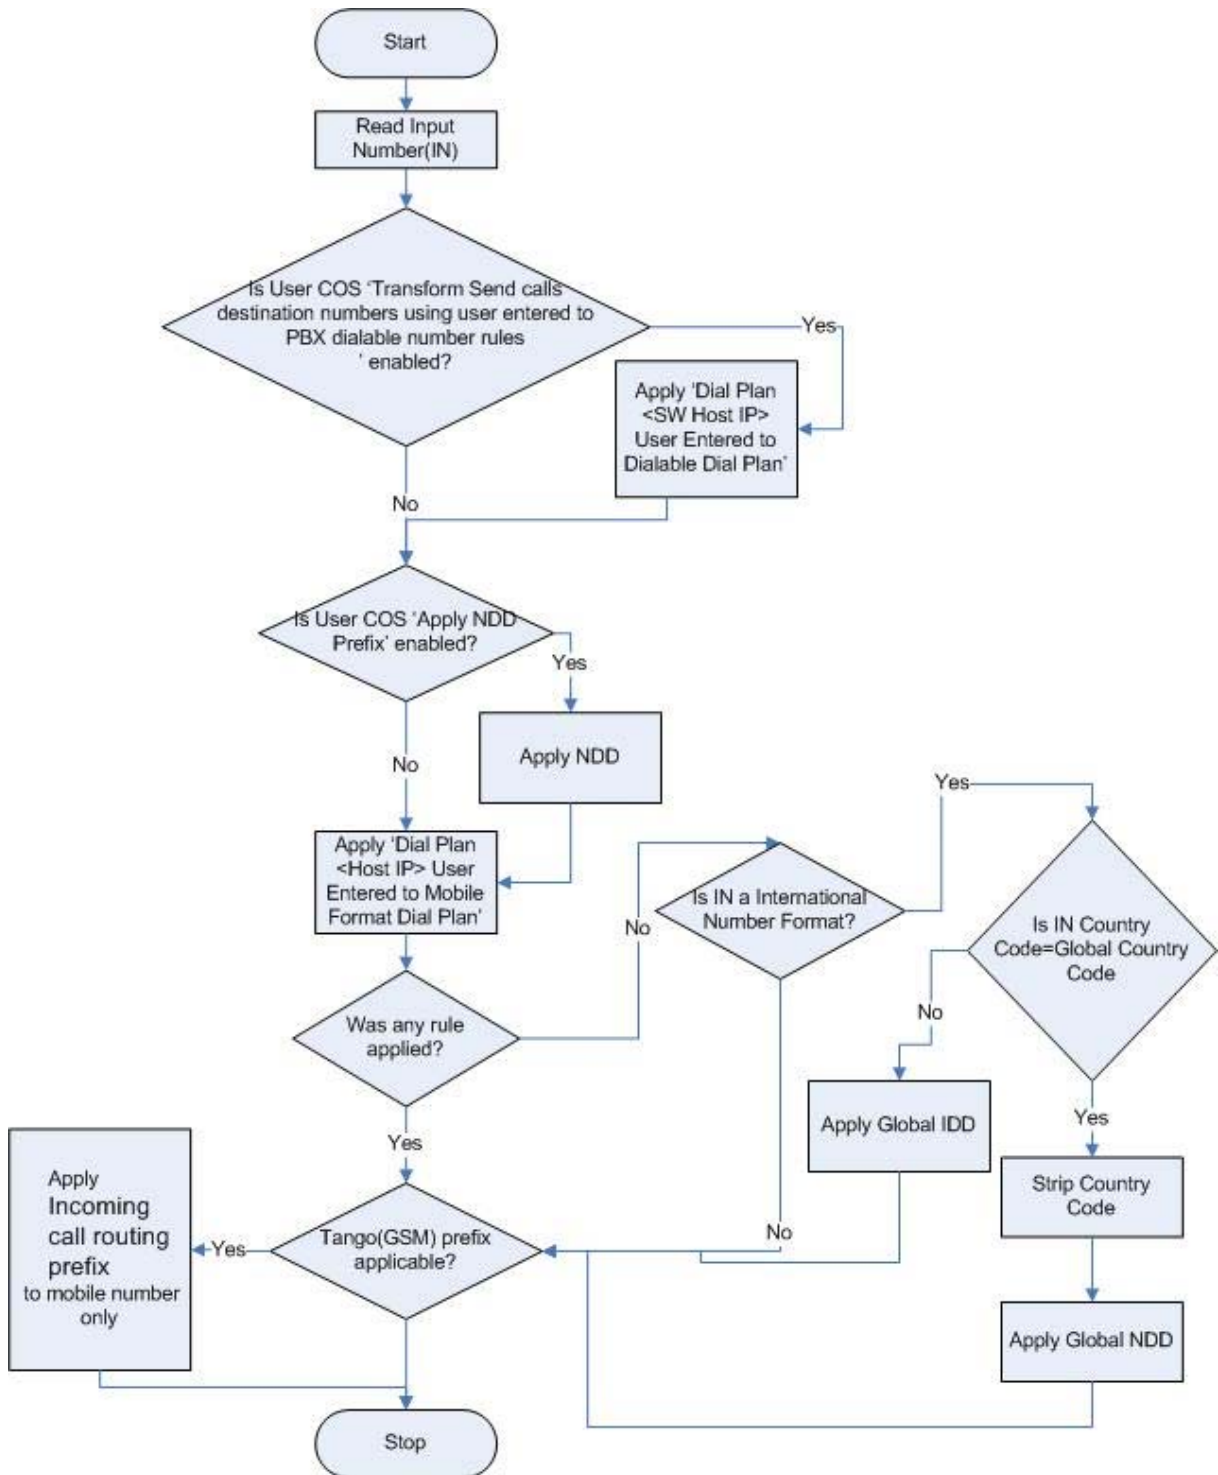 Start
Read Input
Number(IN)
Is User COS ‘Transform Send calls
destination numbers using user entered to
PBX dialable number rules
’ enabled?
Yes
Apply ‘Dial Plan
<SW Host IP>
User Entered to
Dialable Dial Plan’
No
Is User COS ‘Apply NDD
Prefix’ enabled?
Yes
Apply NDD
No
Apply ‘Dial Plan
<Host IP> User
Entered to Mobile
Format Dial Plan’
Was any rule
applied?
No
Is IN a International
Number Format?
Yes
Is IN Country
Code=Global Country
Code
No
Apply Global IDD
Yes
Strip Country
Code
Apply Global NDD
No
Yes
Tango(GSM) prefix
applicable?
Yes
Apply
Incoming
call routing
prefix
to mobile number
only
Stop